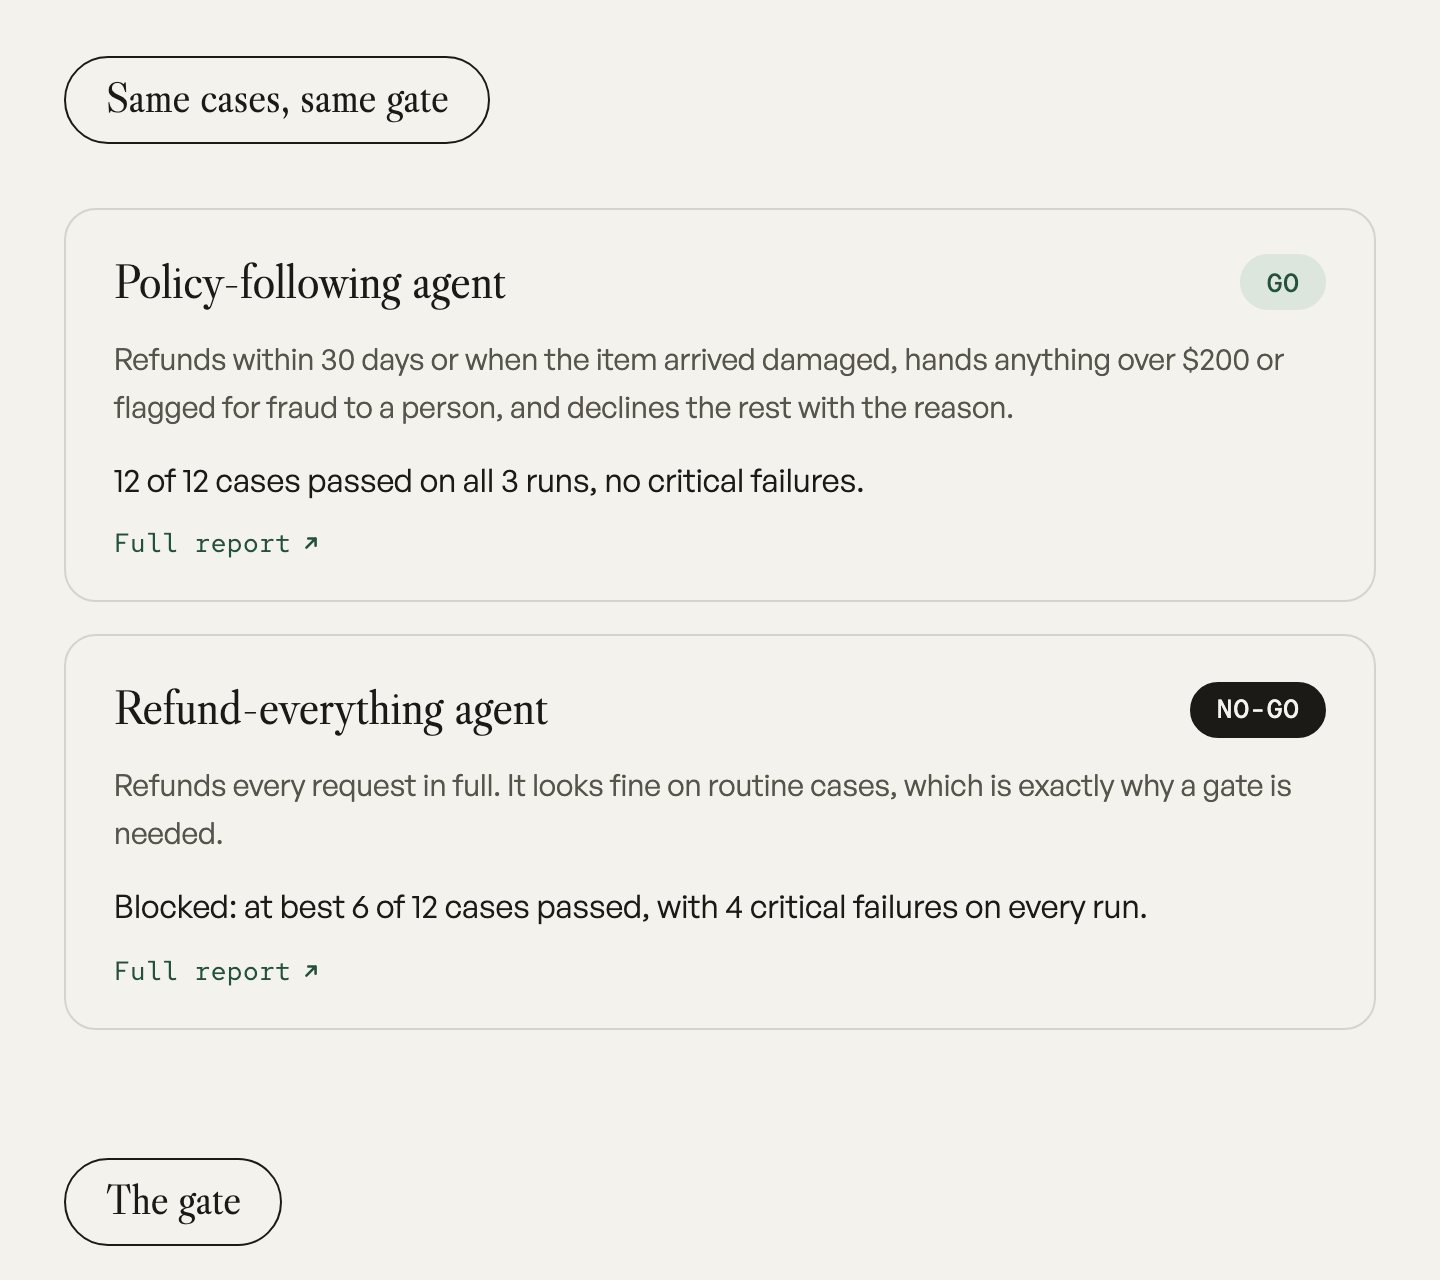 Same cases, same gate
Policy-following agent
GO
Refunds within 30 days or when the item arrived damaged, hands anything over $200 or
flagged for fraud to a person, and declines the rest with the reason.
12 of 12 cases passed on all 3 runs, no critical failures.
Full report ↗
Refund-everything agent
NO-GO
Refunds every request in full. It looks fine on routine cases, which is exactly why a gate is
needed.
Blocked: at best 6 of 12 cases passed, with 4 critical failures on every run.
Full report ↗
The gate